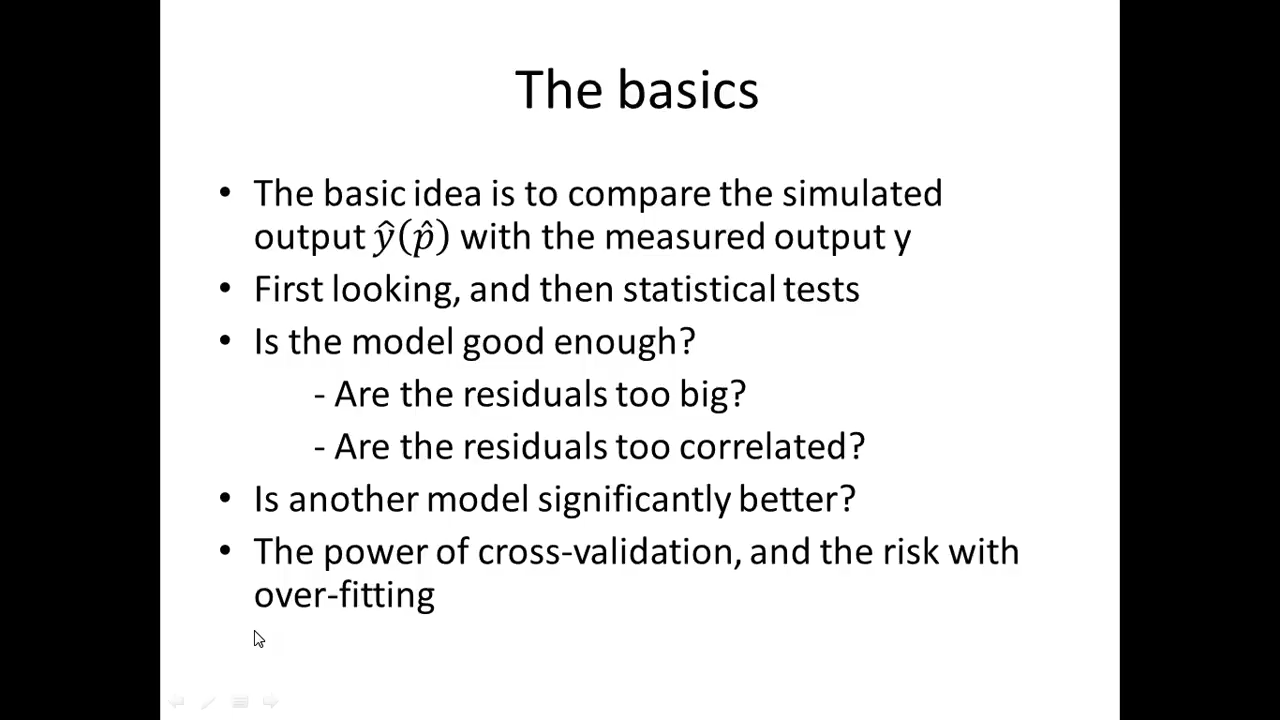 The basics
• The basic idea is to compare the simulated
output ŷ(p̂) with the measured output y
• First looking, and then statistical tests
• Is the model good enough?
- Are the residuals too big?
- Are the residuals too correlated?
• Is another model significantly better?
• The power of cross-validation, and the risk with
over-fitting